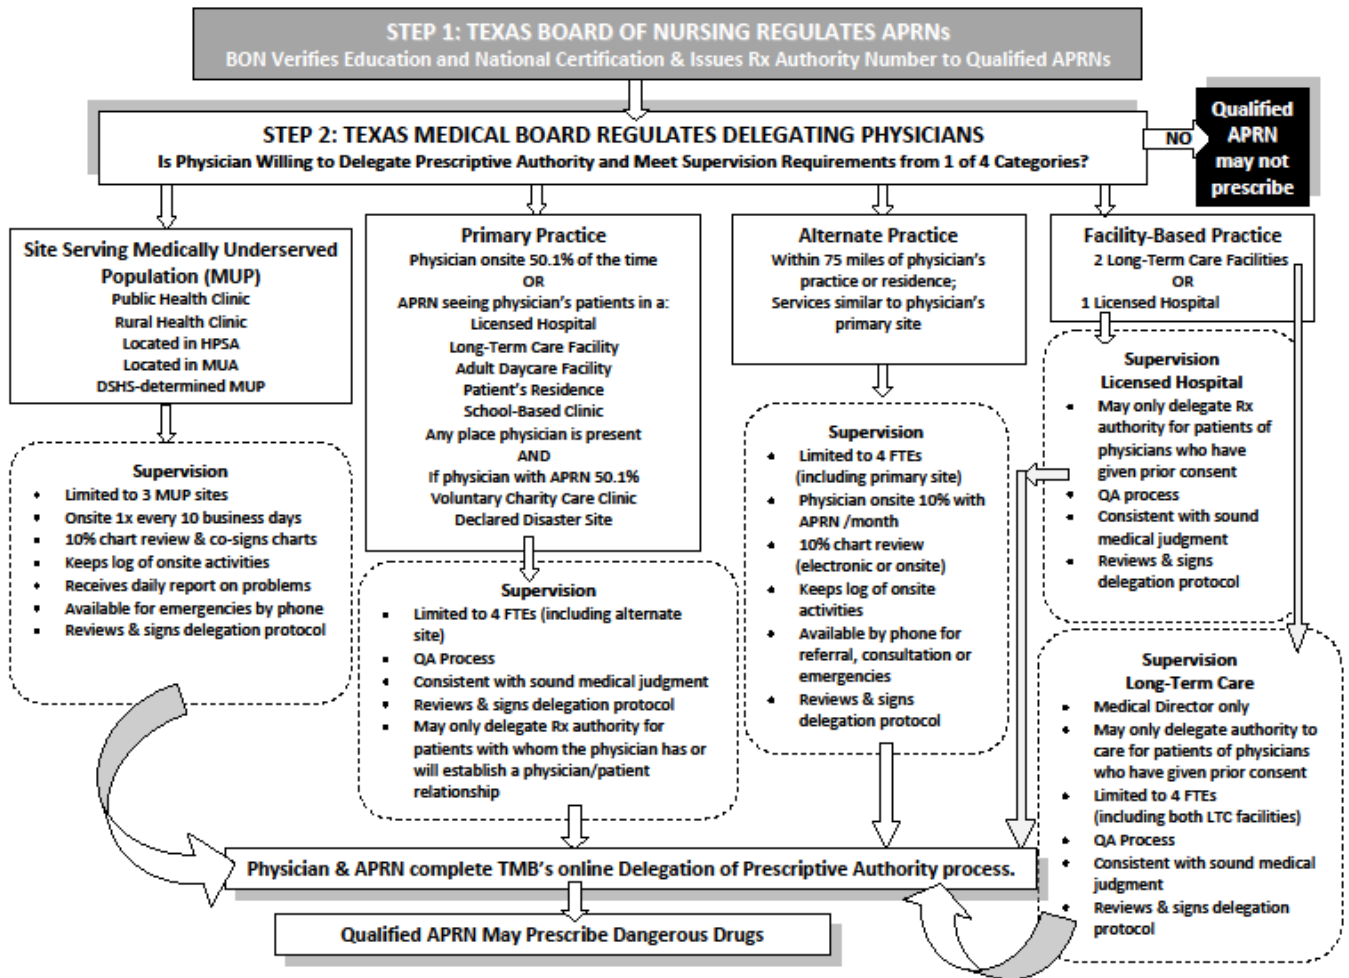 STEP 1: TEXAS BOARD OF NURSING REGULATES APRNs
BON Verifies Education and National Certification & Issues Rx Authority Number to Qualified APRNs
STEP 2: TEXAS MEDICAL BOARD REGULATES DELEGATING PHYSICIANS
Is Physician Willing to Delegate Prescriptive Authority and Meet Supervision Requirements from 1 of 4 Categories?
NO
Qualified
APRN
may not
prescribe
Site Serving Medically Underserved
Population (MUP)
Public Health Clinic
Rural Health Clinic
Located in HPSA
Located in MUA
DSHS-determined MUP
Supervision
Limited to 3 MUP sites
Onsite 1x every 10 business days
10% chart review & co-signs charts
Keeps log of onsite activities
Receives daily report on problems
Available for emergencies by phone
Reviews & signs delegation protocol
Primary Practice
Physician onsite 50.1% of the time
OR
APRN seeing physician's patients in a:
Licensed Hospital
Long-Term Care Facility
Adult Daycare Facility
Patient's Residence
School-Based Clinic
Any place physician is present
AND
If physician with APRN 50.1%
Voluntary Charity Care Clinic
Declared Disaster Site
Supervision
Limited to 4 FTEs (including alternate
site)
QA Process
Consistent with sound medical judgment
Reviews & signs delegation protocol
May only delegate Rx authority for
patients with whom the physician has or
will establish a physician/patient
relationship
Alternate Practice
Within 75 miles of physician's
practice or residence;
Services similar to physician's
primary site
Supervision
Limited to 4 FTEs
(including primary site)
Physician onsite 10% with
APRN /month
10% chart review
(electronic or onsite)
Keeps log of onsite
activities
Available by phone for
referral, consultation or
emergencies
Reviews & signs
delegation protocol
Facility-Based Practice
2 Long-Term Care Facilities
OR
1 Licensed Hospital
Supervision
Licensed Hospital
May only delegate Rx
authority for patients of
physicians who have
given prior consent
QA process
Consistent with sound
medical judgment
Reviews & signs
delegation protocol
Supervision
Long-Term Care
Medical Director only
May only delegate authority to
care for patients of physicians
who have given prior consent
Limited to 4 FTEs
(including both LTC facilities)
QA Process
Consistent with sound medical
judgment
Reviews & signs delegation
protocol
Physician & APRN complete TMB's online Delegation of Prescriptive Authority process.
Qualified APRN May Prescribe Dangerous Drugs